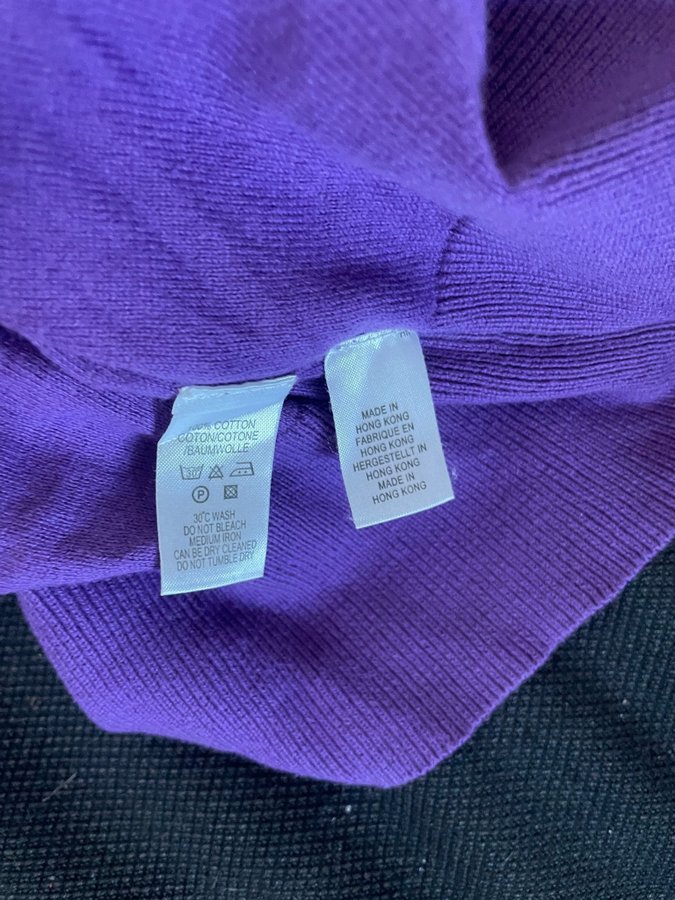 COTTON
COTON/COTONE
/BAUMWOLLE
30
P
30°C WASH
DO NOT BLEACH
MEDIUM IRON
CAN BE DRY CLEANED
DO NOT TUMBLE DRY
MADE IN
HONG KONG
FABRIQUE EN
HONG KONG
HERGESTELLT IN
HONG KONG
MADE IN
HONG KONG